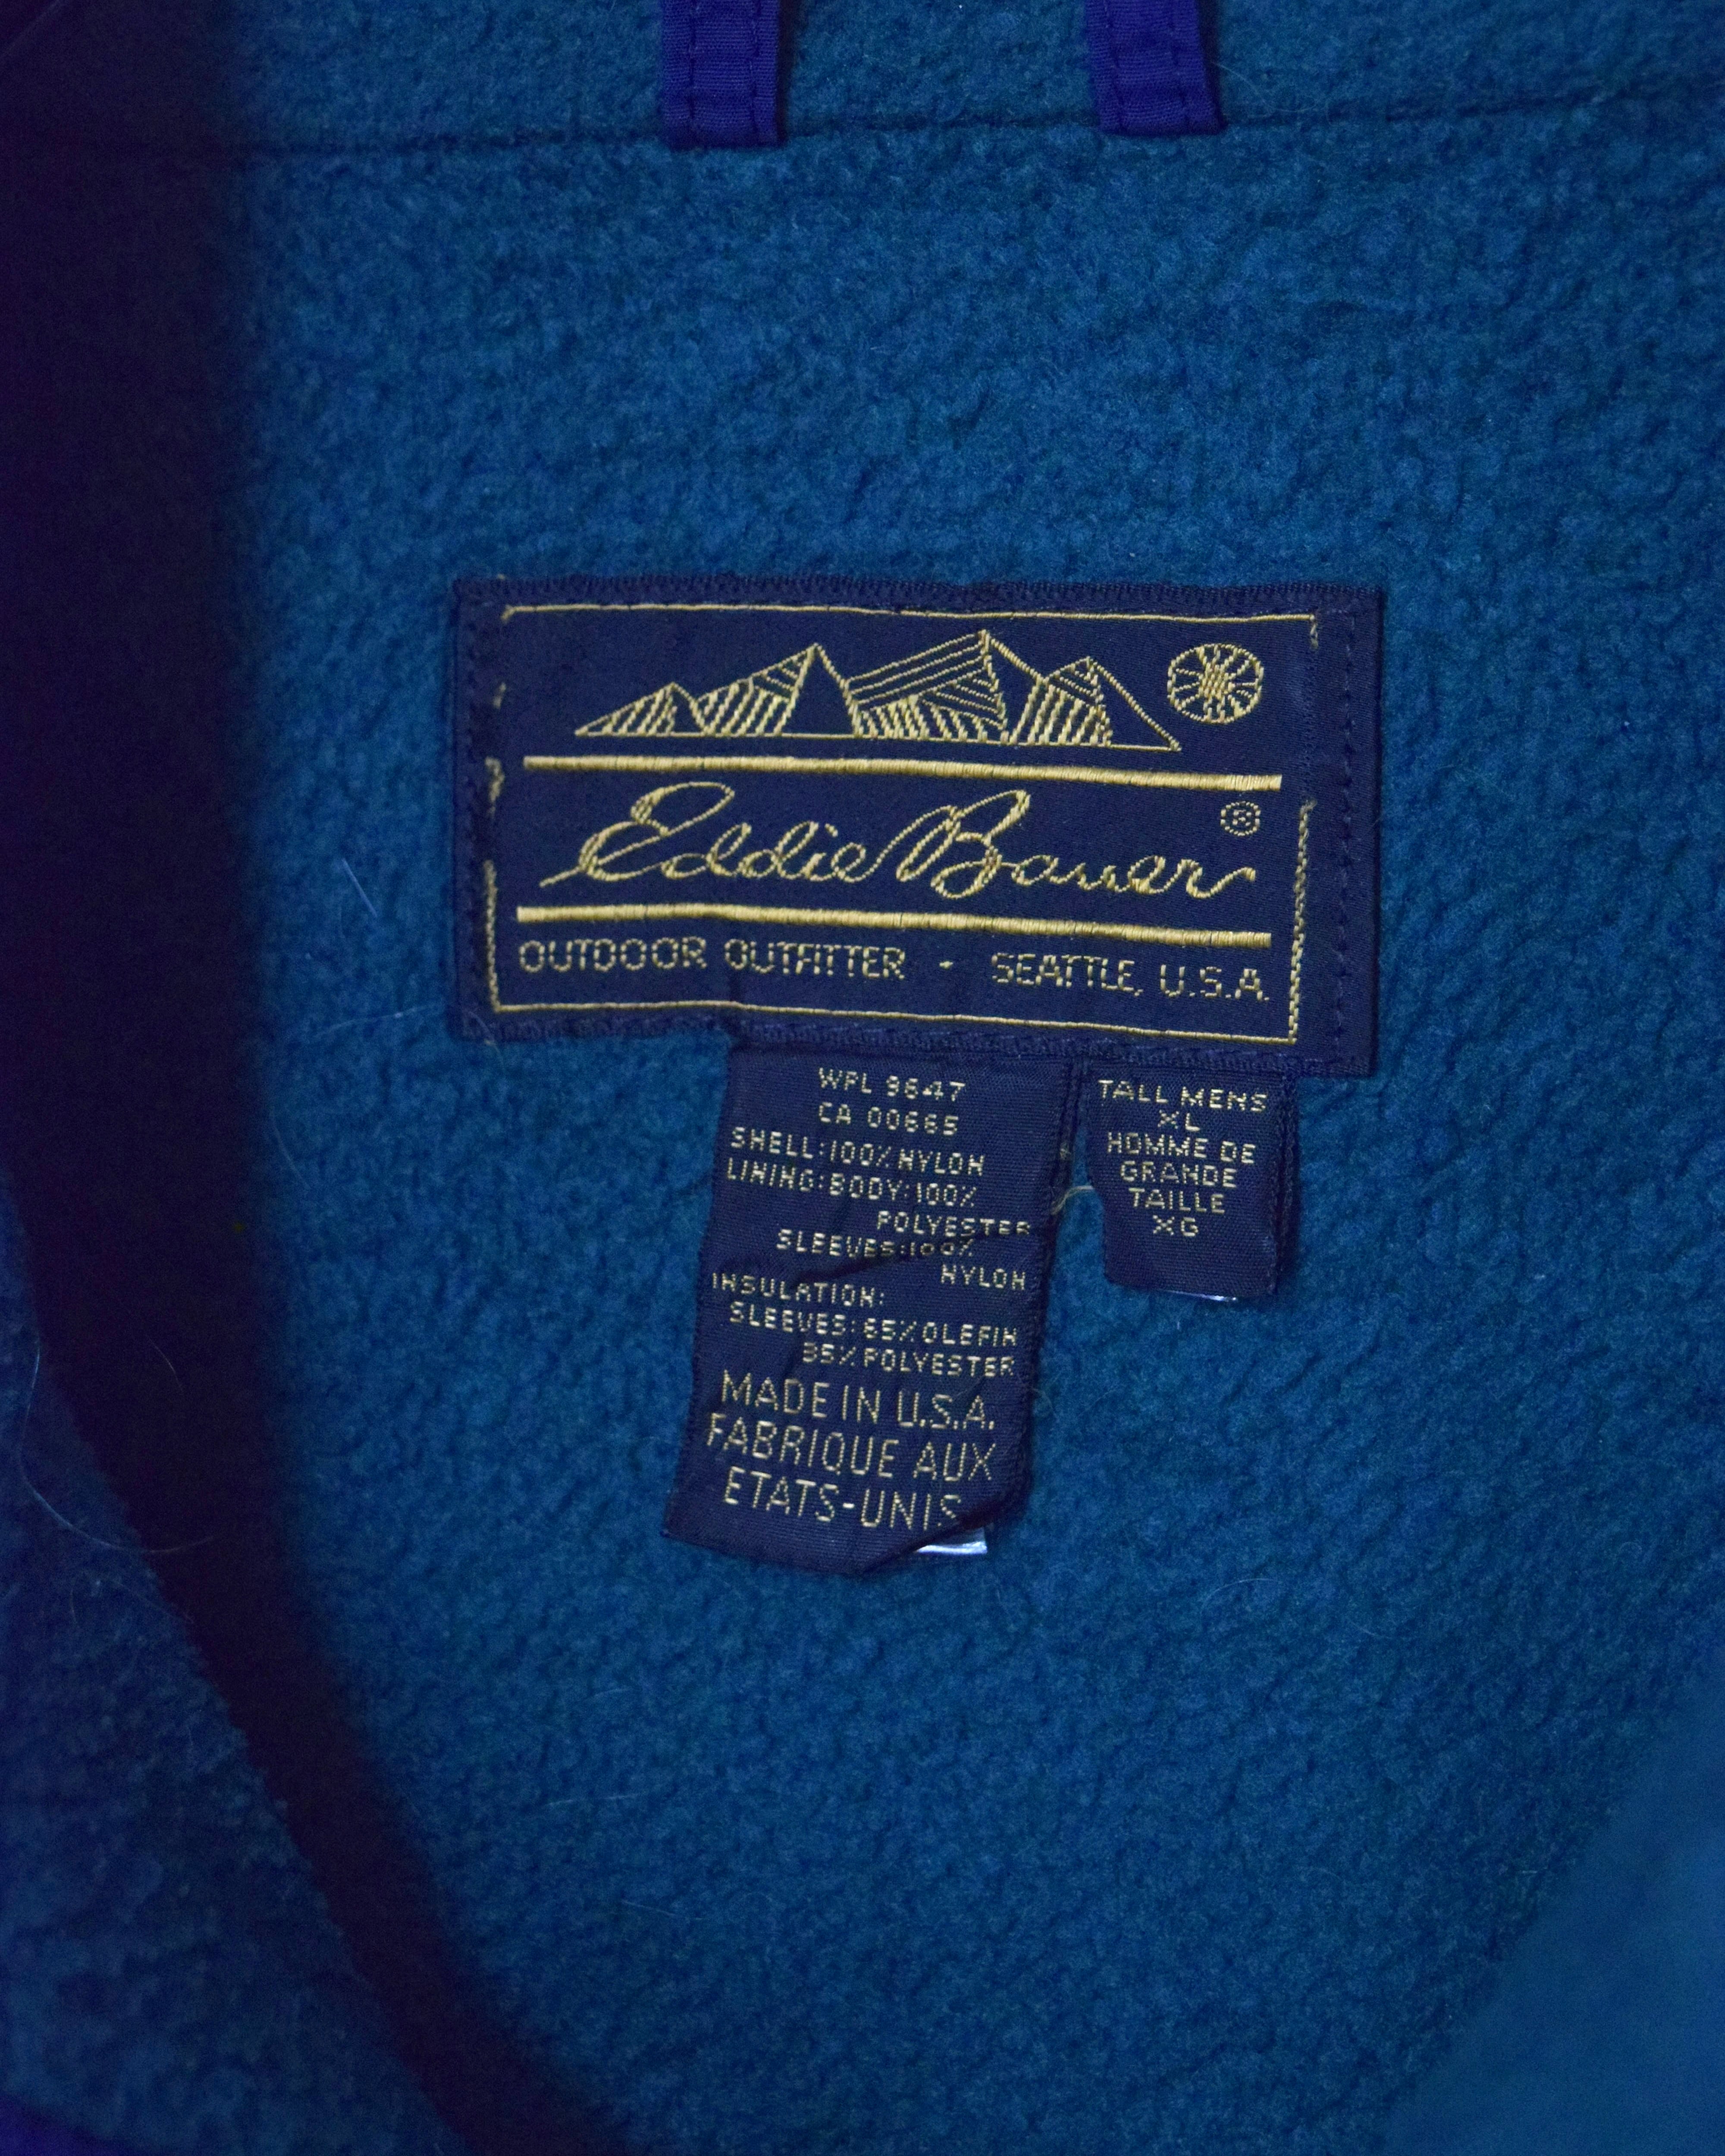 Eddie Bauer ®
OUTDOOR OUTFITTER - SEATTLE, U.S.A.
WPL 9647
CA 00665
SHELL:100% NYLON
LINING:BODY:100%
POLYESTER
SLEEVES:100%
NYLON
INSULATION:
SLEEVES:65% OLEFIN
35% POLYESTER
MADE IN U.S.A.
FABRIQUE AUX
ETATS-UNIS
TALL MENS
XL
HOMME DE
GRANDE
TAILLE
XG